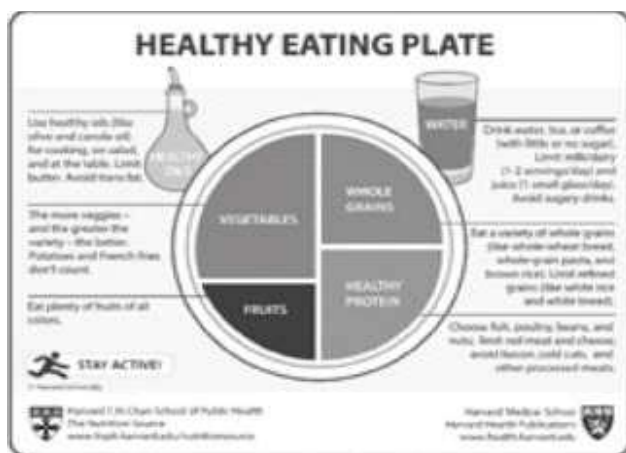 HEALTHY EATING PLATE
Use healthy oils (like
olive and canola oil)
for cooking, on salad,
and at the table. Limit
butter. Avoid trans fat.
HEALTHY
OILS
The more veggies –
and the greater the
variety – the better.
Potatoes and French fries
don't count.
Eat plenty of fruits of all
colors.
STAY ACTIVE!
© Harvard University
VEGETABLES
FRUITS
WHOLE
GRAINS
HEALTHY
PROTEIN
WATER
Drink water, tea, or coffee
(with little or no sugar).
Limit milk/dairy
(1-2 servings/day) and
juice (1 small glass/day).
Avoid sugary drinks.
Eat a variety of whole grains
(like whole-wheat bread,
whole-grain pasta, and
brown rice). Limit refined
grains (like white rice
and white bread).
Choose fish, poultry, beans, and
nuts; limit red meat and cheese;
avoid bacon, cold cuts, and
other processed meats.
Harvard T.H. Chan School of Public Health
The Nutrition Source
www.hsph.harvard.edu/nutritionsource
Harvard Medical School
Harvard Health Publications
www.health.harvard.edu